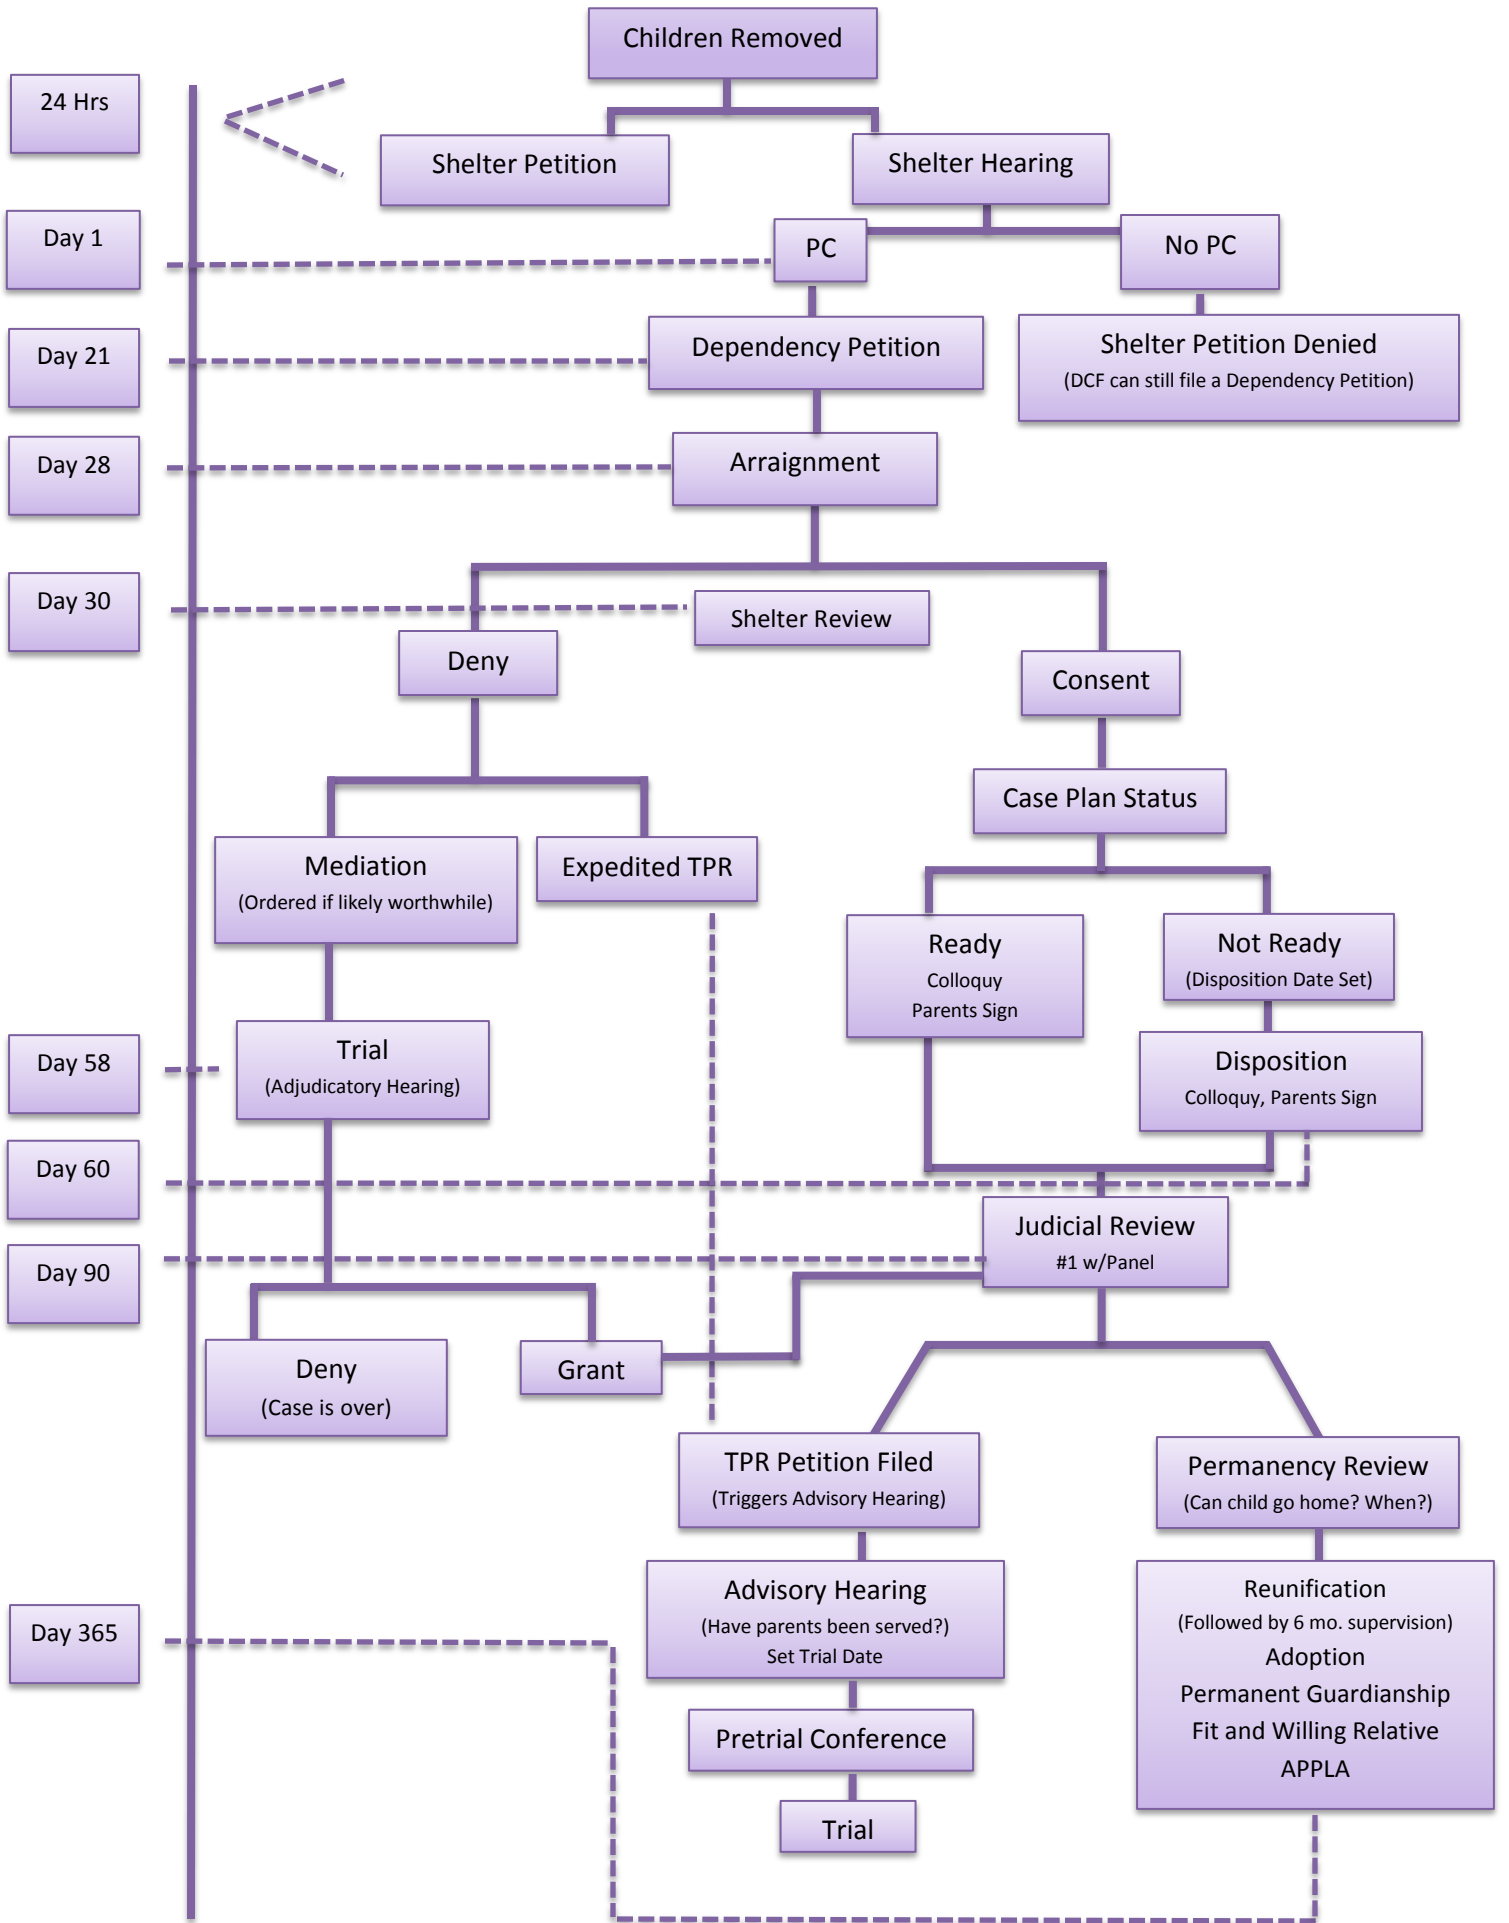 Children Removed
24 Hrs
Shelter Petition
Shelter Hearing
Day 1
PC
No PC
Day 21
Dependency Petition
Shelter Petition Denied
(DCF can still file a Dependency Petition)
Day 28
Arraignment
Day 30
Shelter Review
Deny
Consent
Case Plan Status
Mediation
(Ordered if likely worthwhile)
Expedited TPR
Ready
Colloquy
Parents Sign
Not Ready
(Disposition Date Set)
Day 58
Trial
(Adjudicatory Hearing)
Disposition
Colloquy, Parents Sign
Day 60
Judicial Review
#1 w/Panel
Day 90
Deny
(Case is over)
Grant
TPR Petition Filed
(Triggers Advisory Hearing)
Permanency Review
(Can child go home? When?)
Day 365
Advisory Hearing
(Have parents been served?)
Set Trial Date
Reunification
(Followed by 6 mo. supervision)
Adoption
Permanent Guardianship
Fit and Willing Relative
APPLA
Pretrial Conference
Trial